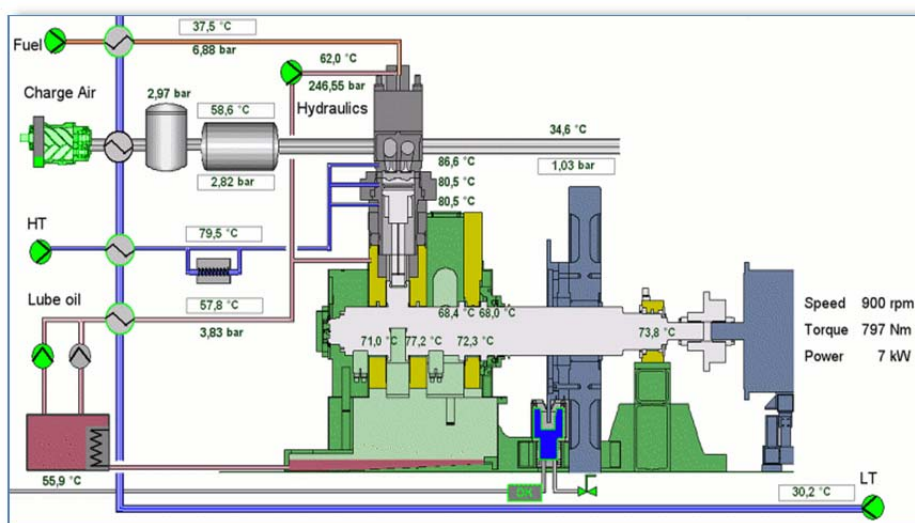 Fuel
37,5 °C
6,88 bar
62,0 °C
246,55 bar
Hydraulics
Charge Air
2,97 bar
58,6 °C
2,82 bar
34,6 °C
1,03 bar
86,6 °C
80,5 °C
80,5 °C
HT
79,5 °C
Lube oil
57,8 °C
3,83 bar
68,4 °C
68,0 °C
71,0 °C
77,2 °C
72,3 °C
73,8 °C
Speed 900 rpm
Torque 797 Nm
Power 7 kW
55,9 °C
OK
30,2 °C
LT